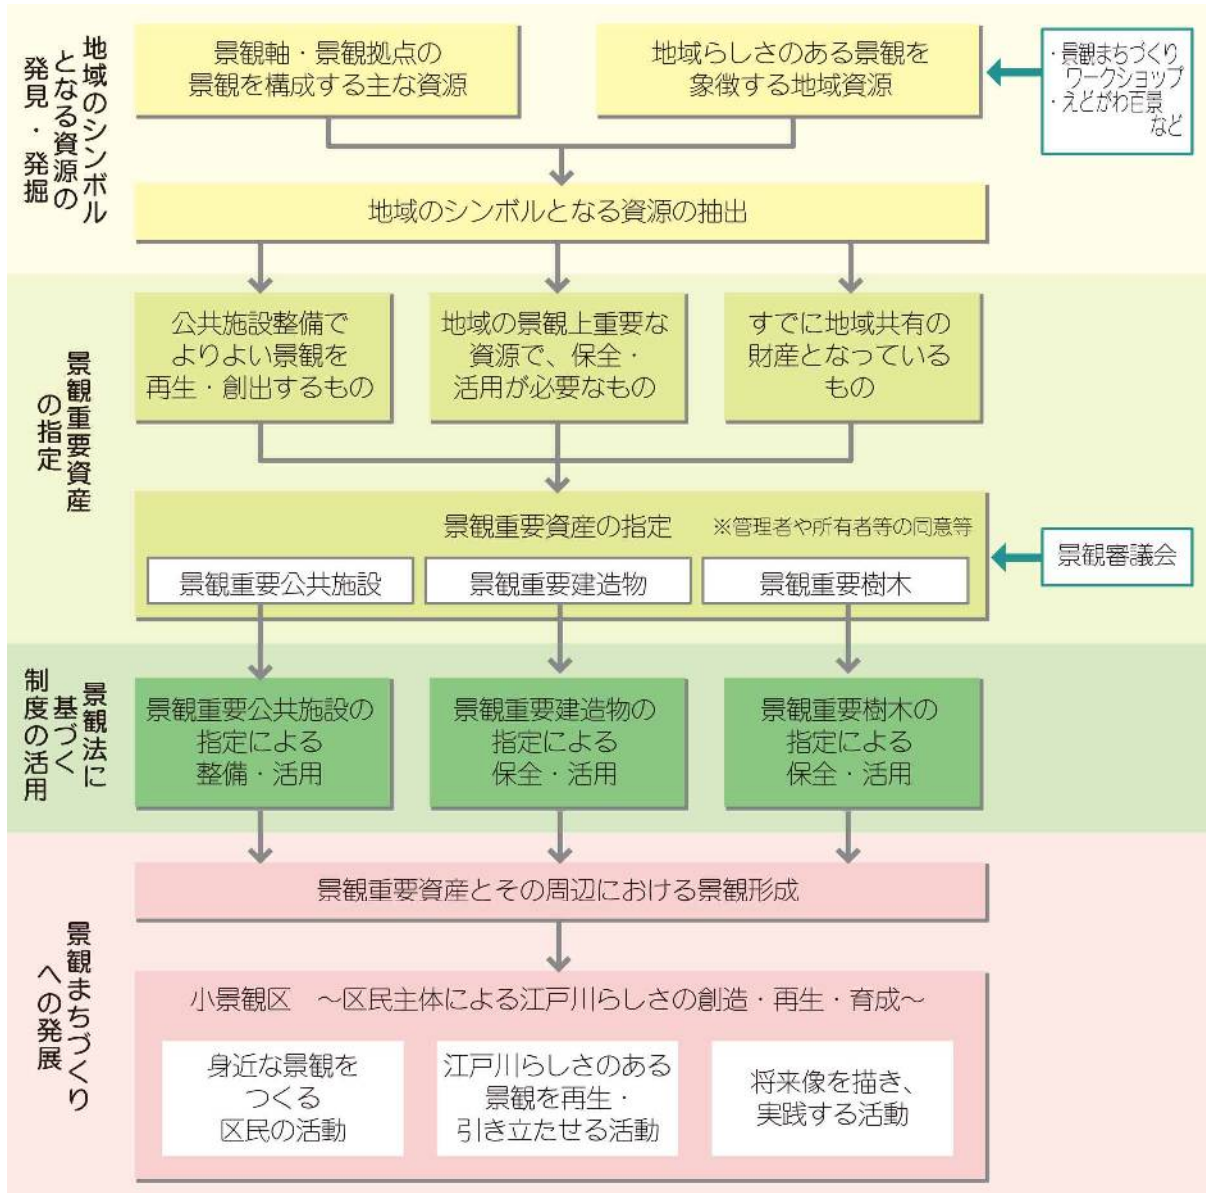 地域のシンボル
となる資源の
発見・発掘
景観軸・景観拠点の
景観を構成する主な資源
地域らしさのある景観を
象徴する地域資源
・景観まちづくり
ワークショップ
・えどがわ百景
など
地域のシンボルとなる資源の抽出
景観重要資産
の指定
公共施設整備で
よりよい景観を
再生・創出するもの
地域の景観上重要な
資源で、保全・
活用が必要なもの
すでに地域共有の
財産となっている
もの
景観重要資産の指定 ※管理者や所有者等の同意等
景観重要公共施設
景観重要建造物
景観重要樹木
景観審議会
景観法に
基づく
制度の活用
景観重要公共施設の
指定による
整備・活用
景観重要建造物の
指定による
保全・活用
景観重要樹木の
指定による
保全・活用
景観まちづくり
への発展
景観重要資産とその周辺における景観形成
小景観区 ～区民主体による江戸川らしさの創造・再生・育成～
身近な景観を
つくる
区民の活動
江戸川らしさのある
景観を再生・
引き立たせる活動
将来像を描き、
実践する活動